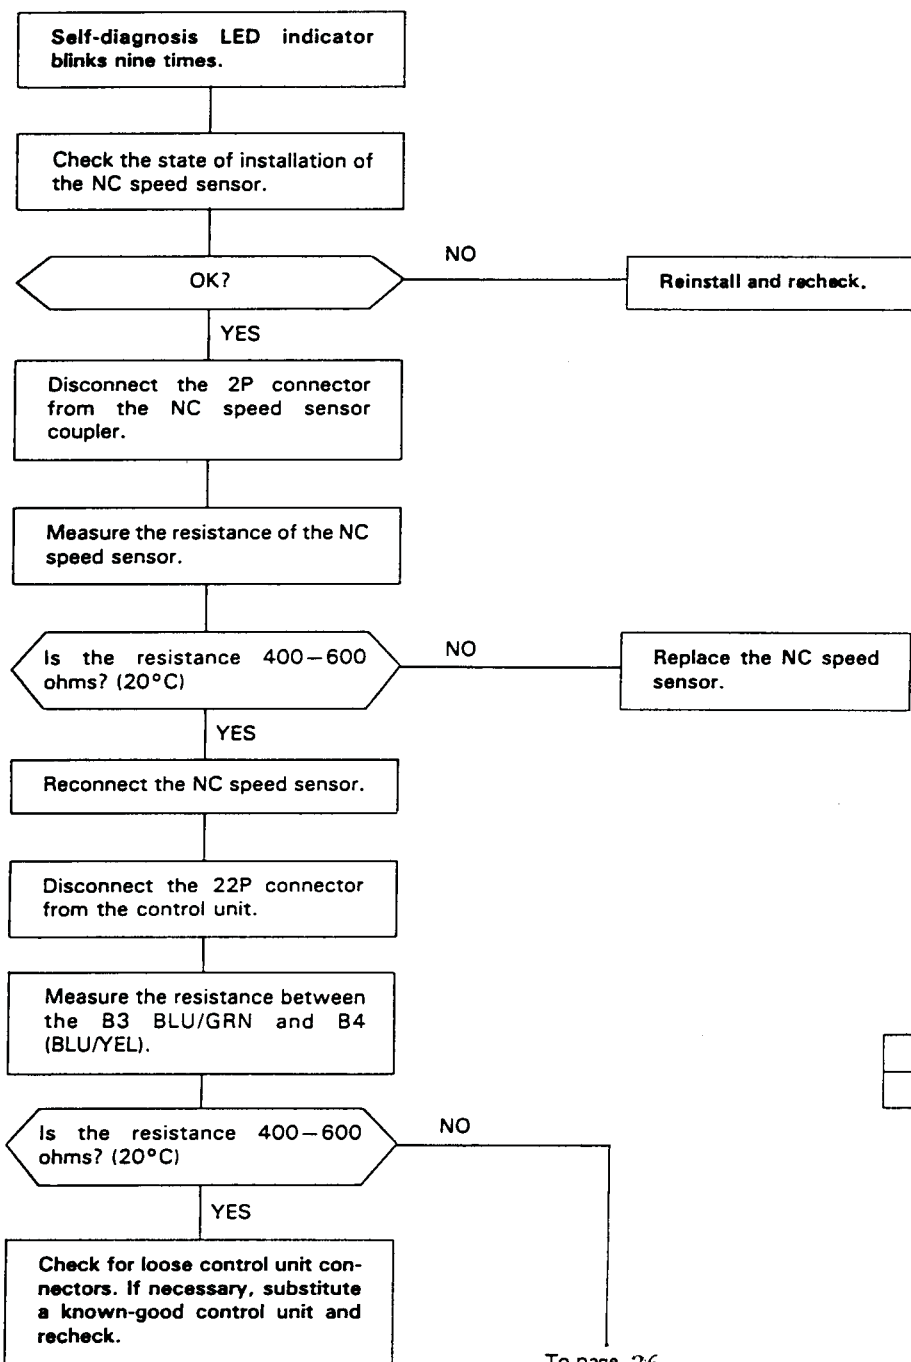 Self-diagnosis LED indicator
blinks nine times.
Check the state of installation of
the NC speed sensor.
OK?
NO
Reinstall and recheck.
YES
Disconnect the 2P connector
from the NC speed sensor
coupler.
Measure the resistance of the NC
speed sensor.
Is the resistance 400—600
ohms? (20°C)
NO
Replace the NC speed
sensor.
YES
Reconnect the NC speed sensor.
Disconnect the 22P connector
from the control unit.
Measure the resistance between
the B3 BLU/GRN and B4
(BLU/YEL).
Is the resistance 400—600
ohms? (20°C)
NO
YES
Check for loose control unit con-
nectors. If necessary, substitute
a known-good control unit and
recheck.
To page 26